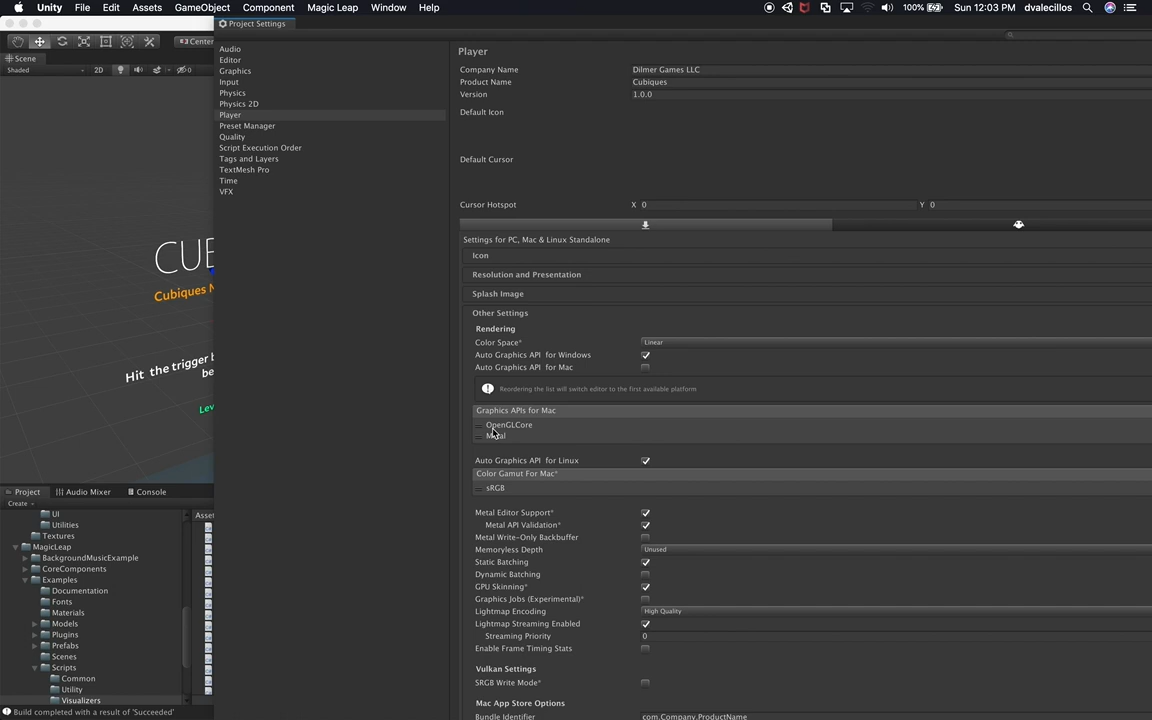 Unity File Edit Assets GameObject Component Magic Leap Window Help 100% Sun 12:03 PM dvalecillos
Project Settings
Center
Scene
Shaded 2D 0
CUB
Cubiques
Hit the trigger
be
Lev
Audio
Editor
Graphics
Input
Physics
Physics 2D
Player
Preset Manager
Quality
Script Execution Order
Tags and Layers
TextMesh Pro
Time
VFX
Player
Company Name Dilmer Games LLC
Product Name Cubiques
Version 1.0.0
Default Icon
Default Cursor
Cursor Hotspot X 0 Y 0
Settings for PC, Mac & Linux Standalone
Icon
Resolution and Presentation
Splash Image
Other Settings
Rendering
Color Space* Linear
Auto Graphics API for Windows
Auto Graphics API for Mac
Reordering the list will switch editor to the first available platform
Graphics APIs for Mac
OpenGLCore
Metal
Auto Graphics API for Linux
Color Gamut For Mac*
sRGB
Metal Editor Support*
Metal API Validation*
Metal Write-Only Backbuffer
Memoryless Depth Unused
Static Batching
Dynamic Batching
GPU Skinning*
Graphics Jobs (Experimental)*
Lightmap Encoding High Quality
Lightmap Streaming Enabled
Streaming Priority 0
Enable Frame Timing Stats
Vulkan Settings
SRGB Write Mode*
Mac App Store Options
Bundle Identifier com.Company.ProductName
Project Audio Mixer Console
Create
Asset
UI
Utilities
Textures
MagicLeap
BackgroundMusicExample
CoreComponents
Examples
Documentation
Fonts
Materials
Models
Plugins
Prefabs
Scenes
Scripts
Common
Utility
Visualizers
Build completed with a result of 'Succeeded'